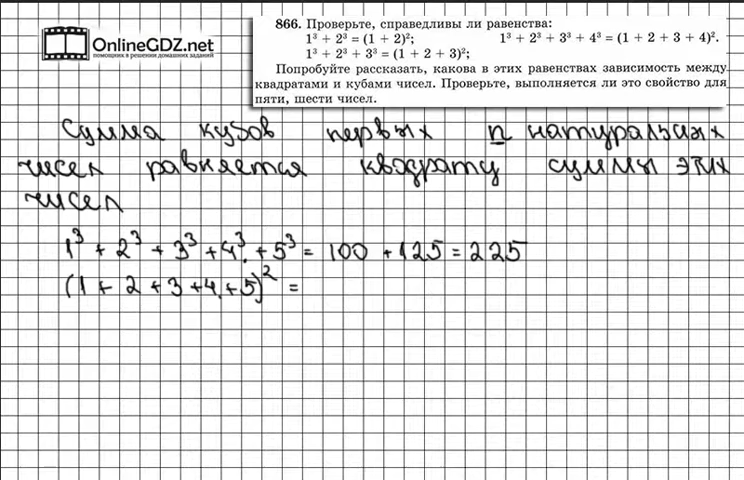 OnlineGDZ.net
помощник в решении домашних заданий
866. Проверьте, справедливы ли равенства:
1³ + 2³ = (1 + 2)²; 1³ + 2³ + 3³ + 4³ = (1 + 2 + 3 + 4)².
1³ + 2³ + 3³ = (1 + 2 + 3)²;
Попробуйте рассказать, какова в этих равенствах зависимость между
квадратами и кубами чисел. Проверьте, выполняется ли это свойство для
пяти, шести чисел.
Сумма кубов первых n натуральных
чисел равняется квадрату суммы этих
чисел
1³ + 2³ + 3³ + 4³ + 5³ = 100 + 125 = 225
(1 + 2 + 3 + 4 + 5)² =